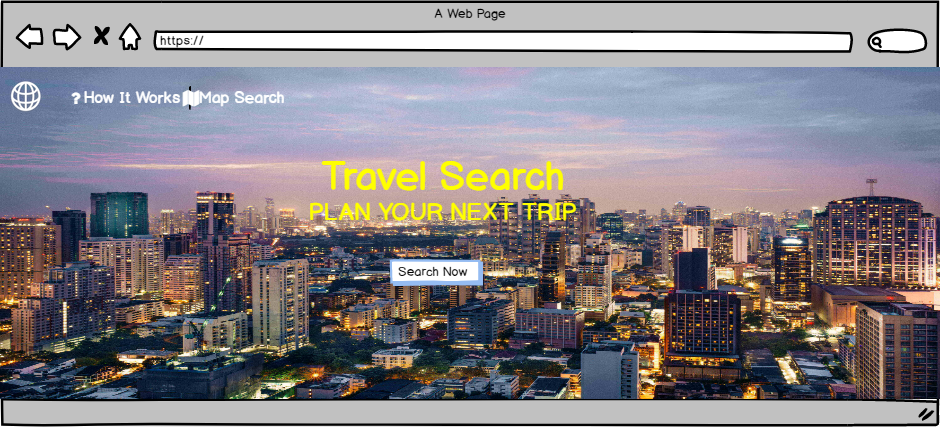 A Web Page
https://
? How It Works Map Search
Travel Search
PLAN YOUR NEXT TRIP
Search Now